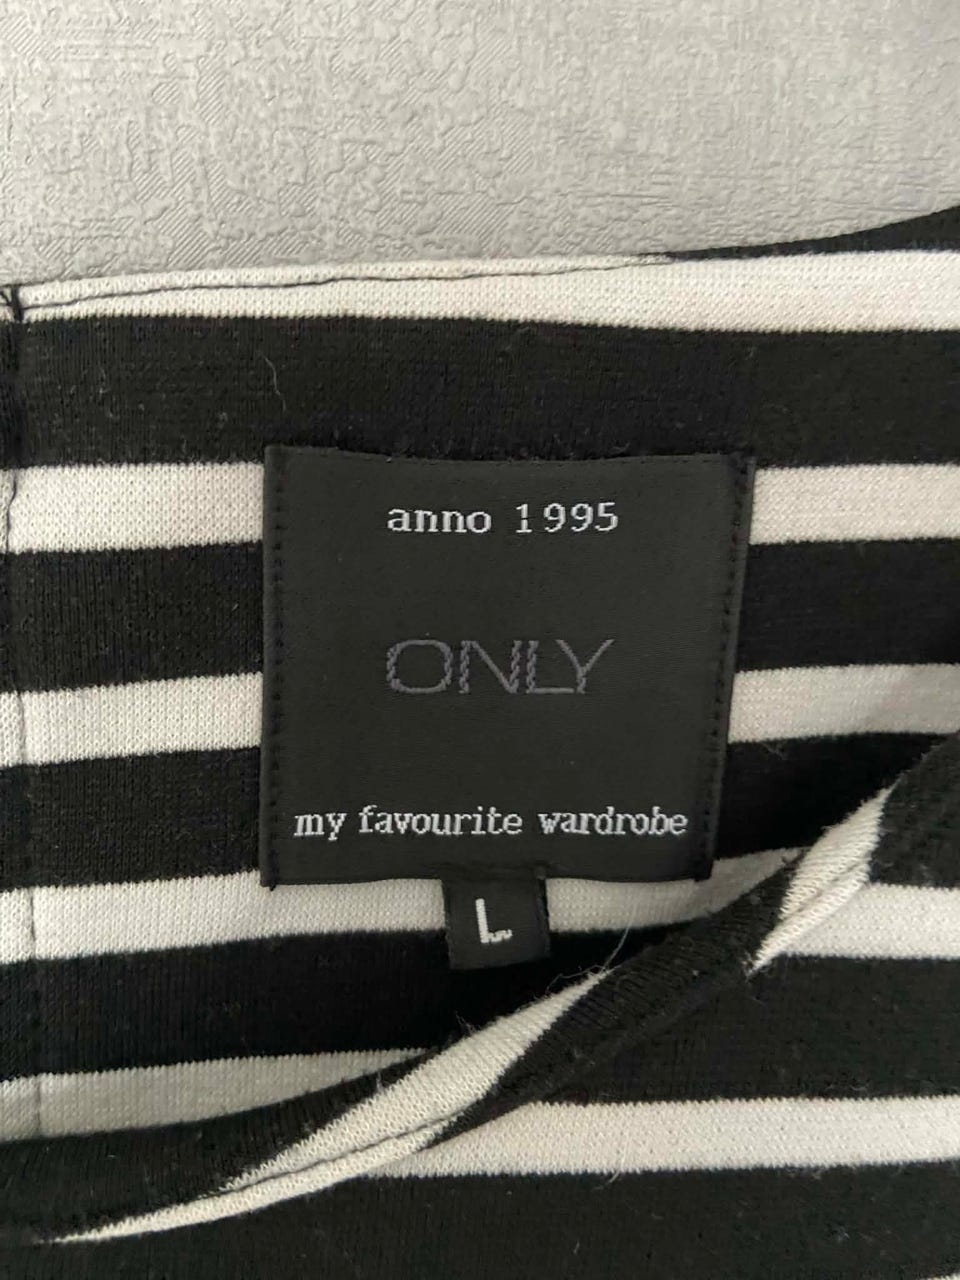 anno 1995
ONLY
my favourite wardrobe
L